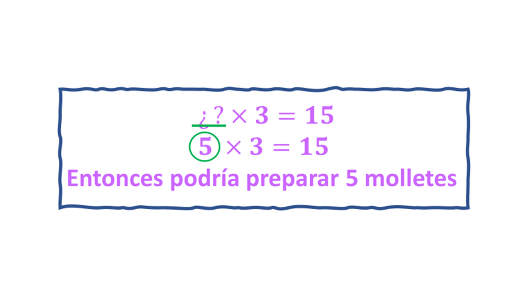 ¿? × 3 = 15
5 × 3 = 15
Entonces podría preparar 5 molletes